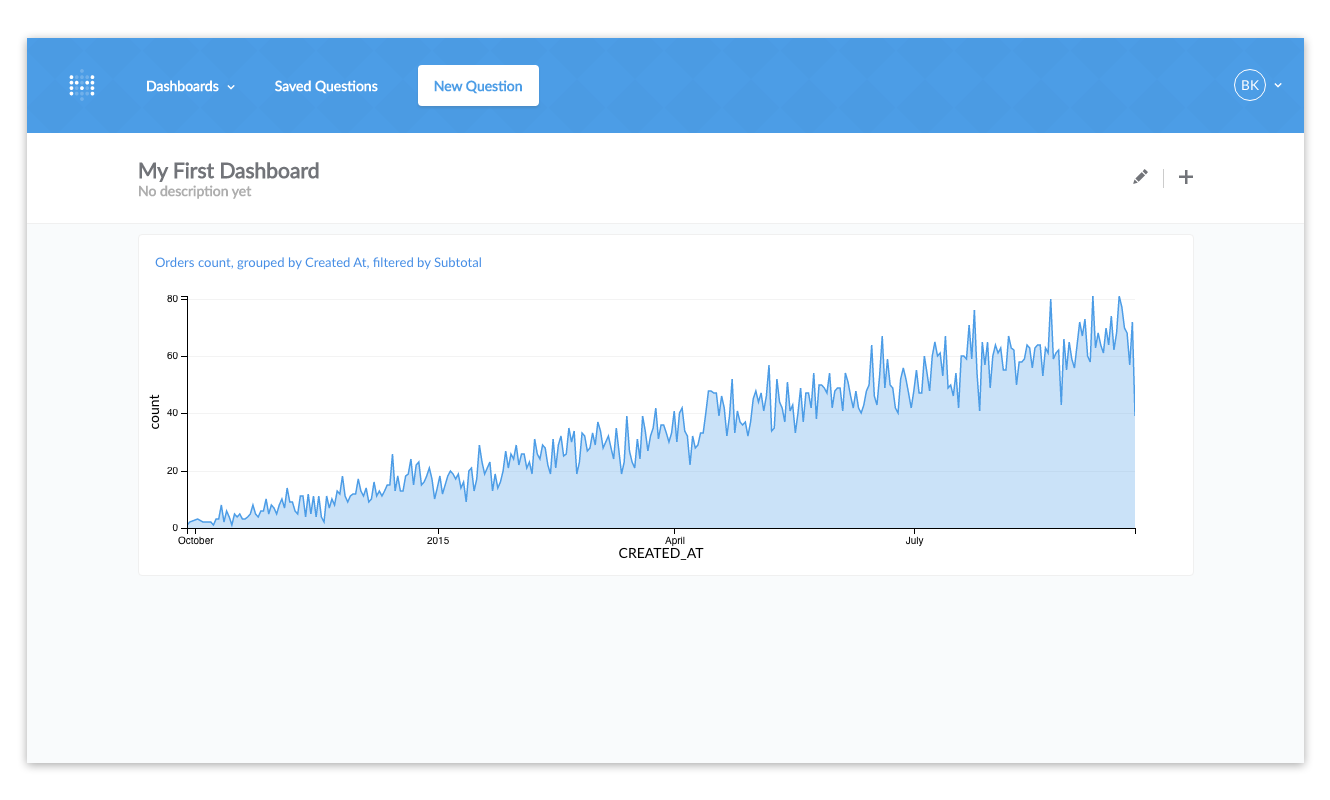 Dashboards
Saved Questions
New Question
BK
My First Dashboard
No description yet
Orders count, grouped by Created At, filtered by Subtotal
80
60
40
20
0
count
October
2015
April
July
CREATED_AT